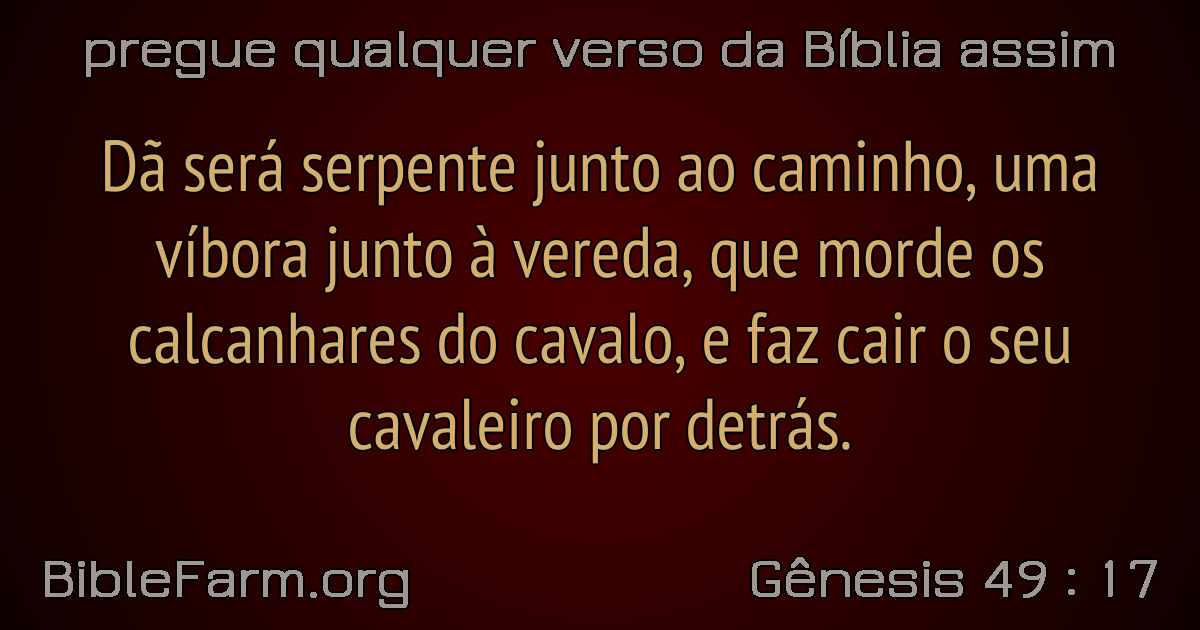 pregue qualquer verso da Bíblia assim
Dã será serpente junto ao caminho, uma
víbora junto à vereda, que morde os
calcanhares do cavalo, e faz cair o seu
cavaleiro por detrás.
BibleFarm.org
Gênesis 49 : 17